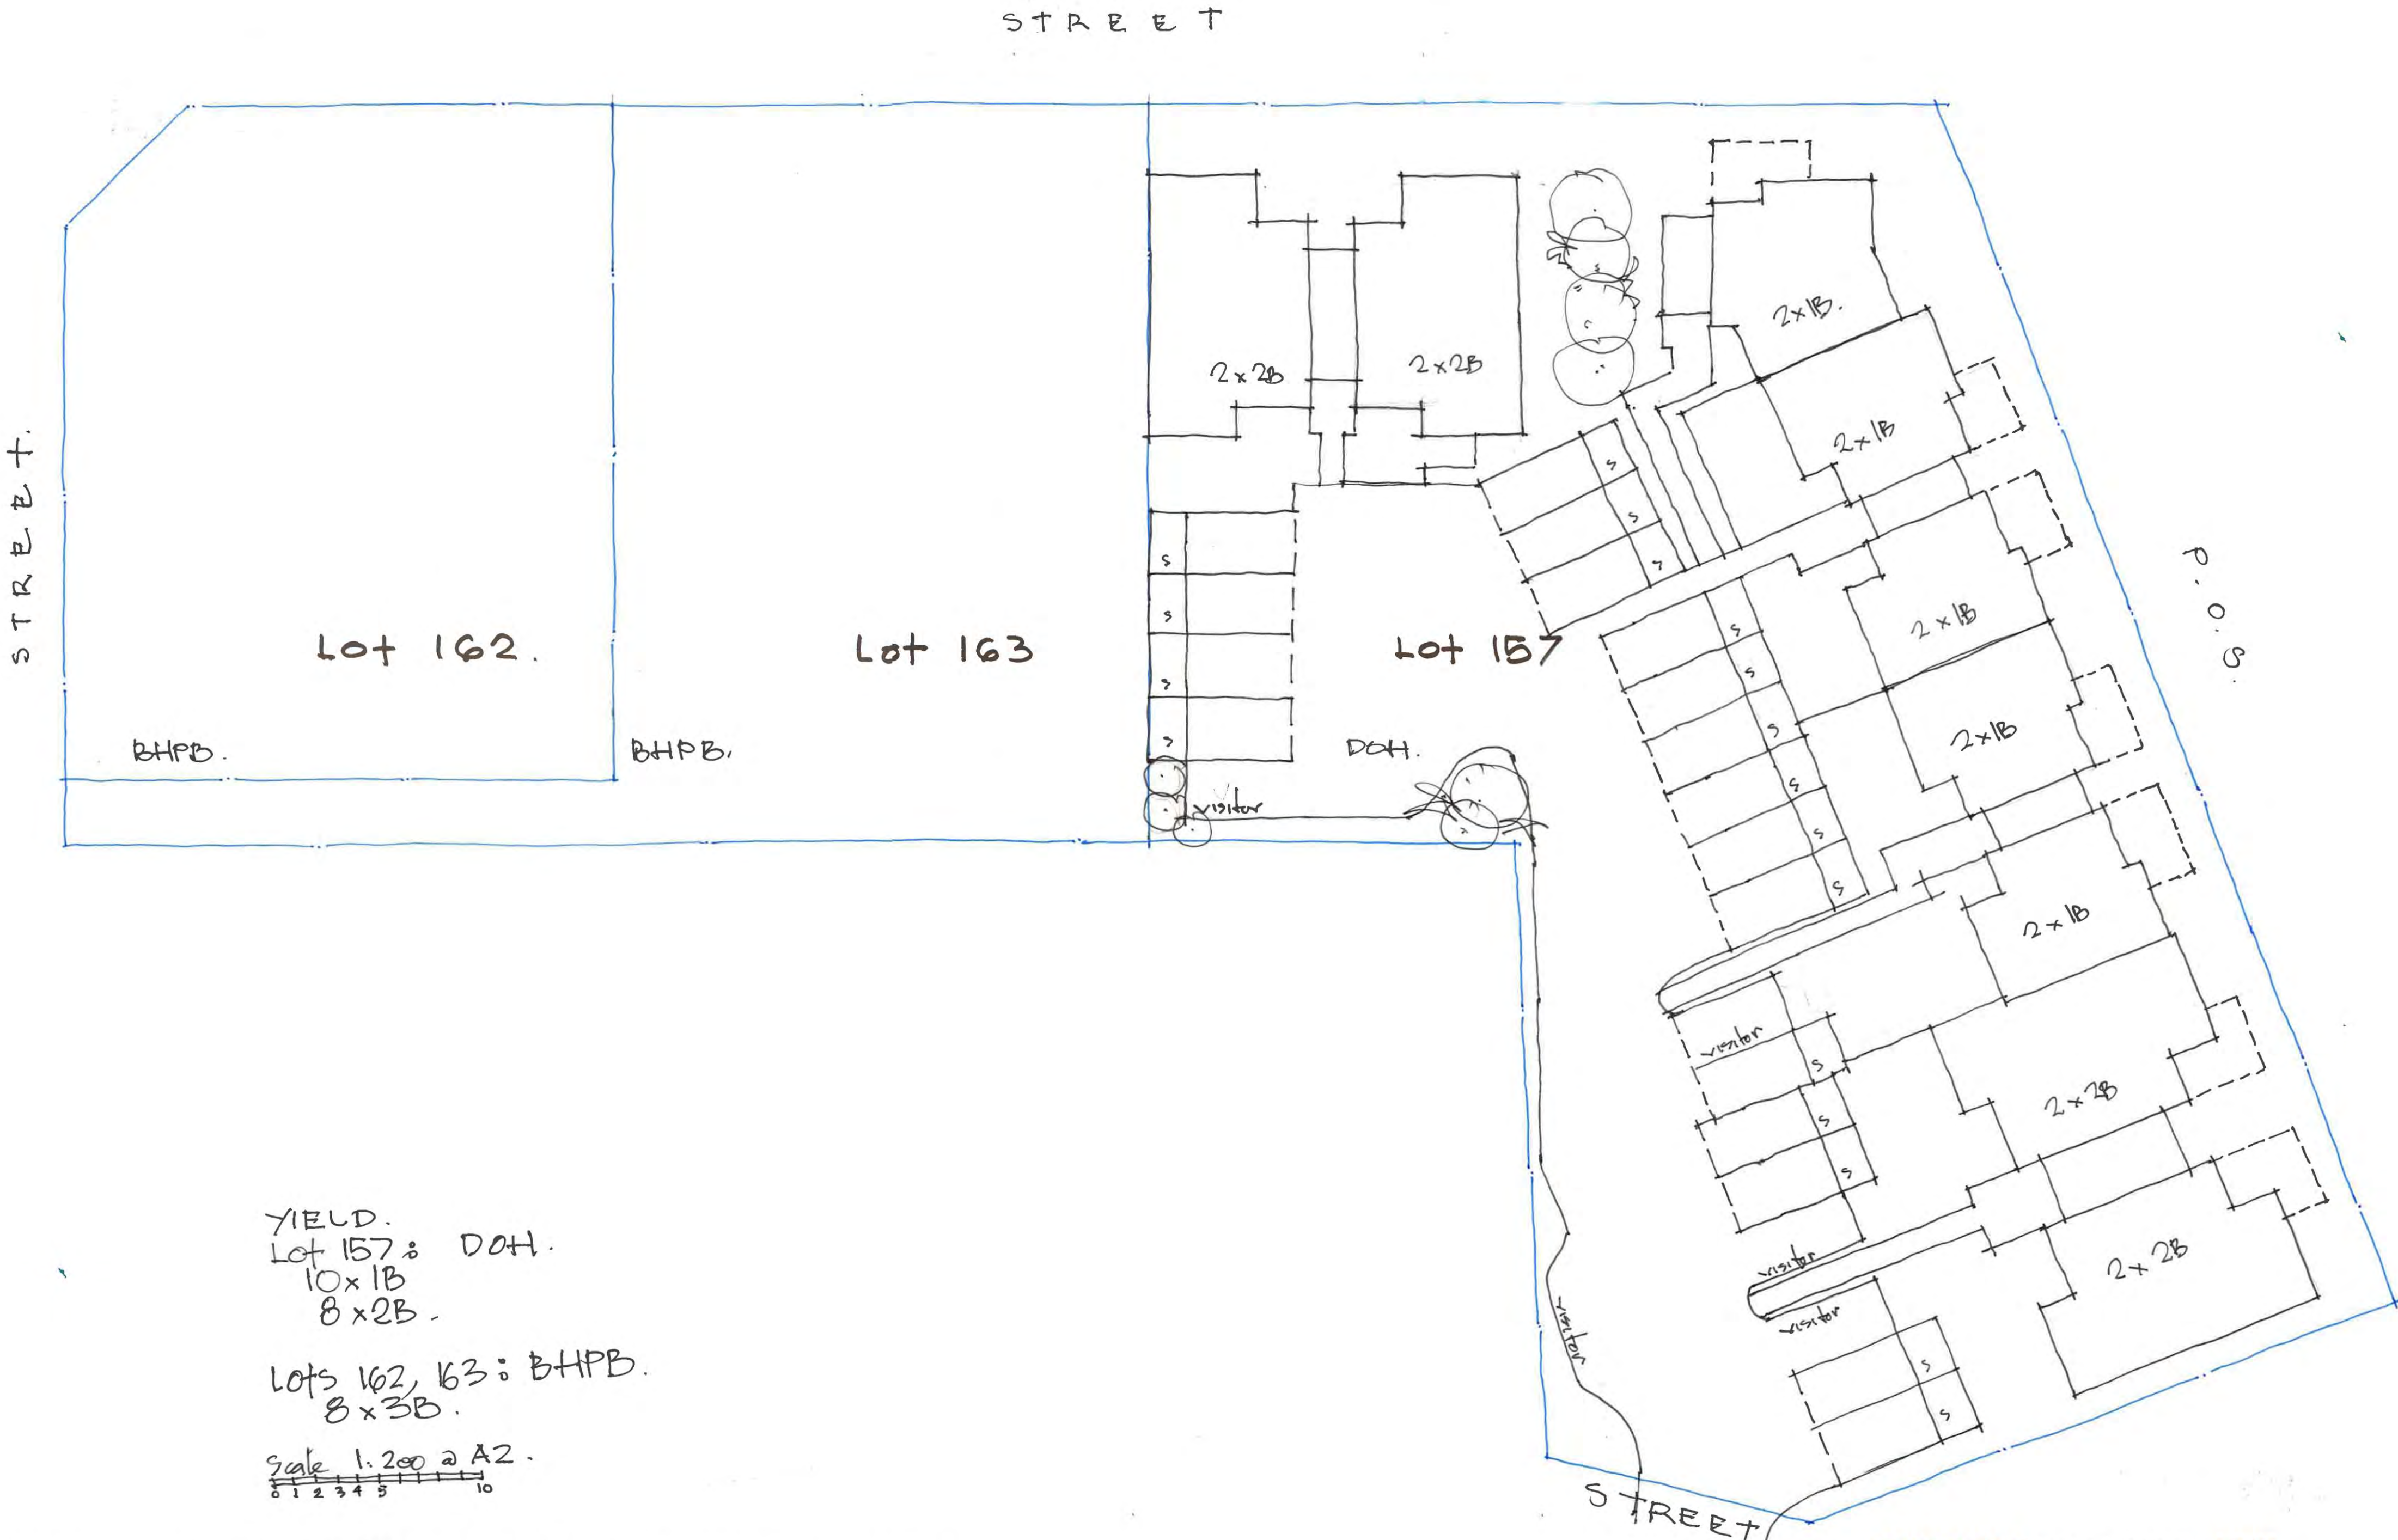 STREET
STREET.
2x1B.
2x2B
2x2B
2x1B
S
S
S
P.O.S.
S
S
S
S
2x1B
S
S
S
S
S
S
Lot 162.
Lot 163
Lot 157
2x1B
BHPB.
BHPB.
DOH.
visitor
2x1B
visitor
S
S
S
2x2B
YIELD.
Lot 157: DOH.
10x1B
8x2B.
visitor
visitor
2x2B
visitor
S
S
Lots 162, 163: BHPB.
8x3B.
Scale 1:200 @ A2.
0 1 2 3 4 5 10
STREET